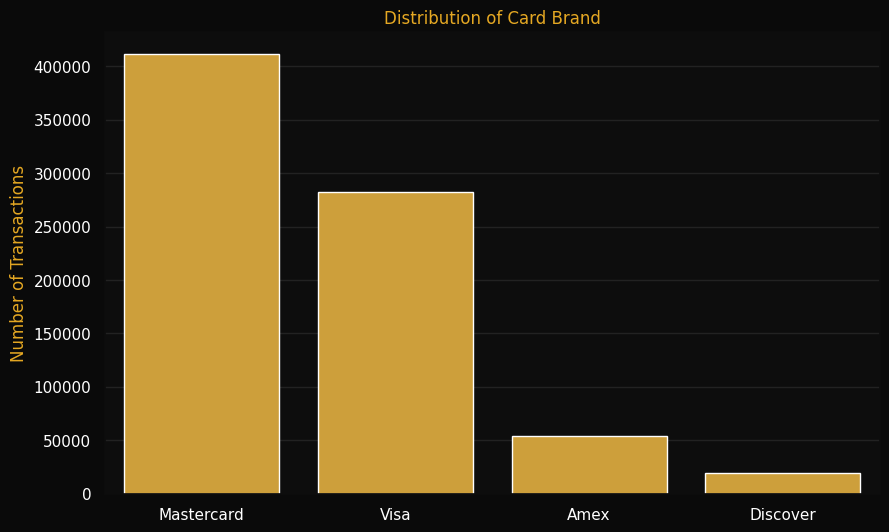 Distribution of Card Brand
Number of Transactions
400000
350000
300000
250000
200000
150000
100000
50000
0
Mastercard
Visa
Amex
Discover